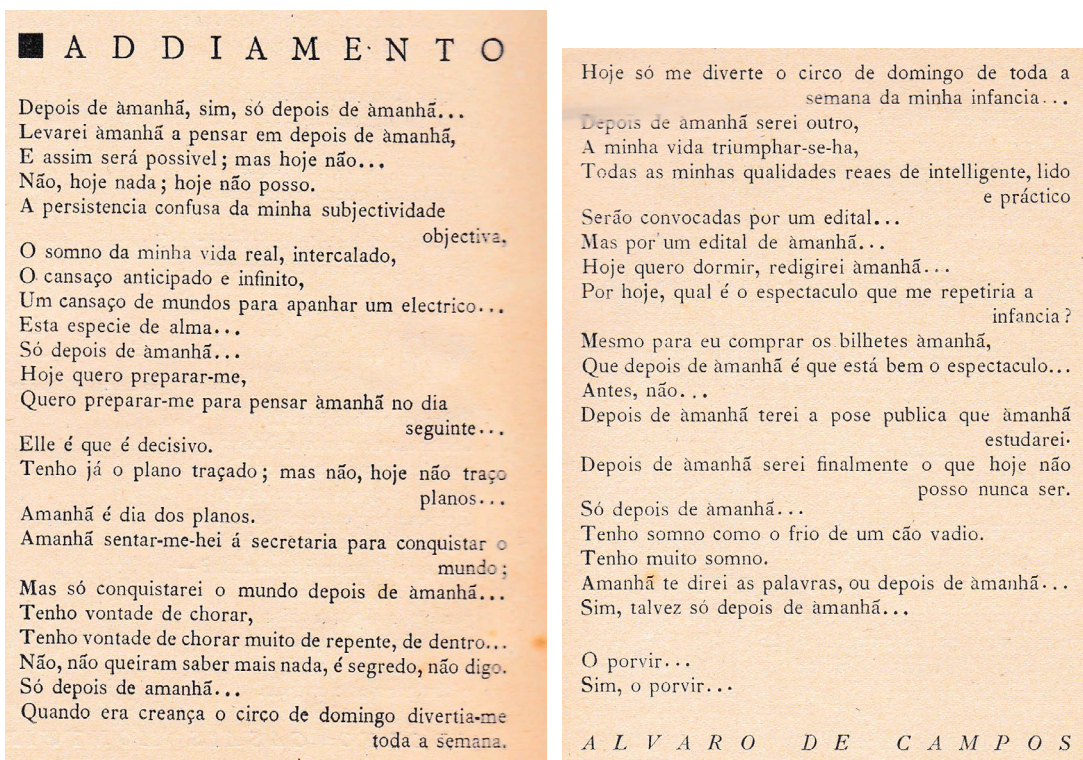 ADDIAMENTO
Depois de àmanhã, sim, só depois de àmanhã...
Levarei àmanhã a pensar em depois de àmanhã,
E assim será possivel; mas hoje não...
Não, hoje nada; hoje não posso.
A persistencia confusa da minha subjectividade
objectiva,
O somno da minha vida real, intercalado,
O cansaço anticipado e infinito,
Um cansaço de mundos para apanhar um electrico...
Esta especie de alma...
Só depois de àmanhã...
Hoje quero preparar-me,
Quero preparar-me para pensar àmanhã no dia
seguinte...
Elle é que é decisivo.
Tenho já o plano traçado; mas não, hoje não traço
planos...
Amanhã é dia dos planos.
Amanhã sentar-me-hei á secretaria para conquistar o
mundo;
Mas só conquistarei o mundo depois de àmanhã...
Tenho vontade de chorar,
Tenho vontade de chorar muito de repente, de dentro...
Não, não queiram saber mais nada, é segredo, não digo.
Só depois de amanhã...
Quando era creança o circo de domingo divertia-me
toda a semana.
Hoje só me diverte o circo de domingo de toda a
semana da minha infancia...
Depois de àmanhã serei outro,
A minha vida triumphar-se-ha,
Todas as minhas qualidades reaes de intelligente, lido
e práctico
Serão convocadas por um edital...
Mas por um edital de àmanhã...
Hoje quero dormir, redigirei àmanhã...
Por hoje, qual é o espectaculo que me repetiria a
infancia?
Mesmo para eu comprar os bilhetes àmanhã,
Que depois de àmanhã é que está bem o espectaculo...
Antes, não...
Depois de àmanhã terei a pose publica que àmanhã
estudarei.
Depois de àmanhã serei finalmente o que hoje não
posso nunca ser.
Só depois de àmanhã...
Tenho somno como o frio de um cão vadio.
Tenho muito somno.
Amanhã te direi as palavras, ou depois de àmanhã...
Sim, talvez só depois de àmanhã...
O porvir...
Sim, o porvir...
ALVARO DE CAMPOS